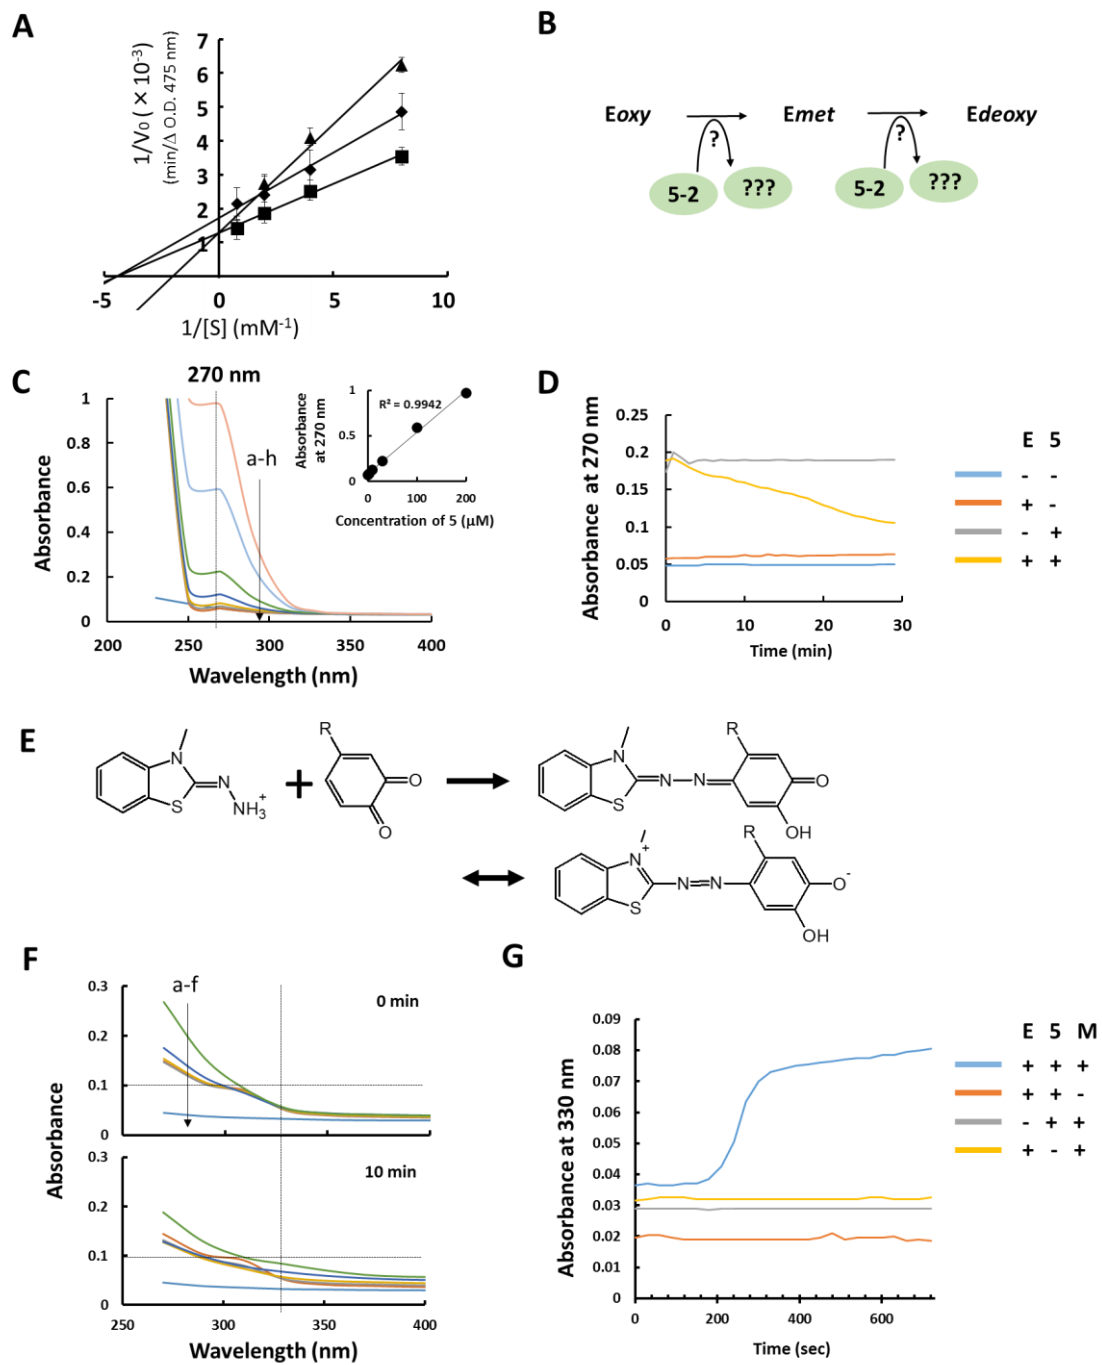 A
1/V0 ( × 10-3)
(min/Δ O.D. 475 nm)
7
6
5
4
3
2
1
-5
0
5
10
1/[S] (mM-1)
B
Eoxy
Emet
Edeoxy
?
?
5-2
???
5-2
???
C
270 nm
a-h
Absorbance
1
0.8
0.6
0.4
0.2
0
200
250
300
350
400
Wavelength (nm)
Absorbance
at 270 nm
1
0.5
0
R² = 0.9942
0
100
200
Concentration of 5 (μM)
D
Absorbance at 270 nm
0.25
0.2
0.15
0.1
0.05
0
0
10
20
30
Time (min)
E 5
- -
+ -
- +
+ +
E
N
S
N
NH3+
+
R
O
O
N
S
N
N
R
O
OH
N+
S
N
N
R
O-
OH
F
a-f
0 min
0.3
0.2
0.1
0
250
300
350
400
10 min
0.3
0.2
0.1
0
250
300
350
400
Absorbance
Wavelength (nm)
G
Absorbance at 330 nm
0.09
0.08
0.07
0.06
0.05
0.04
0.03
0.02
0.01
0
0
200
400
600
Time (sec)
E 5 M
+ + +
+ + -
- + +
+ - +